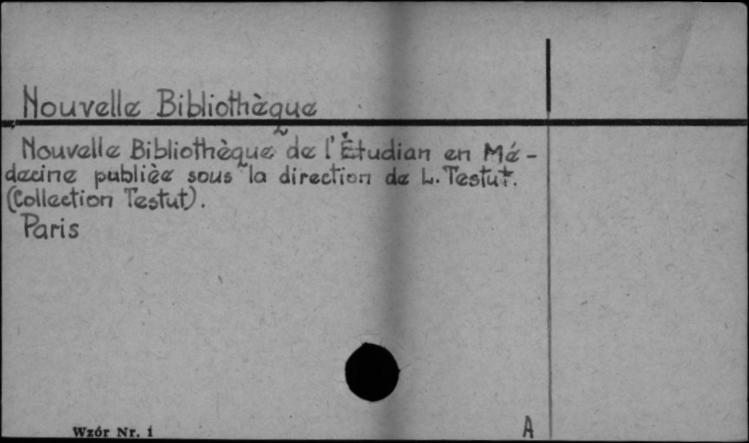 Nouvelle Bibliothèque
Nouvelle Bibliothèque de l'Étudian en Mé-
decine publièe sous la direction de L. Testut.
(Collection Testut).
Paris
Wzór Nr. 1
A